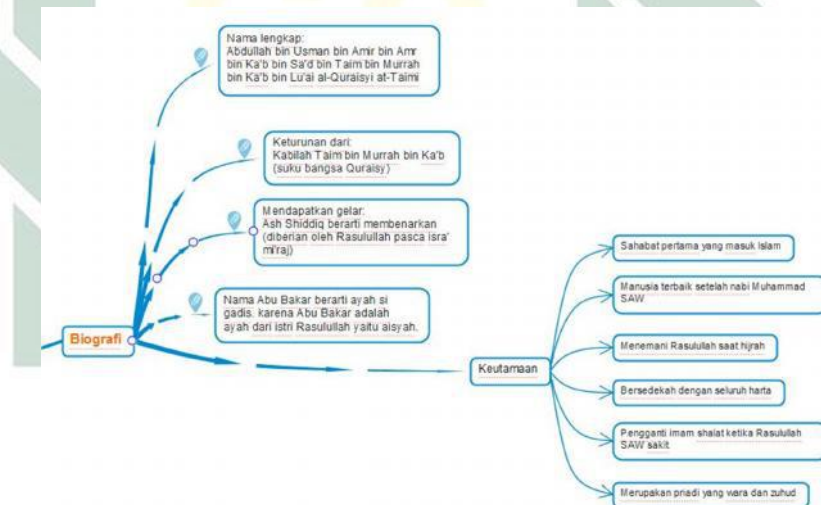 Nama lengkap:
Abdullah bin Usman bin Amir bin Amr
bin Ka'b bin Sa'd bin Taim bin Murrah
bin Ka'b bin Lu'ai al-Quraisyi at-Taimi
Keturunan dari:
Kabilah Taim bin Murrah bin Ka'b
(suku bangsa Quraisy)
Mendapatkan gelar:
Ash Shiddiq berarti membenarkan
(diberian oleh Rasulullah pasca isra'
mi'raj)
Nama Abu Bakar berarti ayah si
gadis. karena Abu Bakar adalah
ayah dari istri Rasulullah yaitu aisyah.
Biografi
Keutamaan
Sahabat pertama yang masuk Islam
Manusia terbaik setelah nabi Muhammad
SAW
Menemani Rasulullah saat hijrah
Bersedekah dengan seluruh harta
Pengganti imam shalat ketika Rasulullah
SAW sakit
Merupakan priadi yang wara dan zuhud